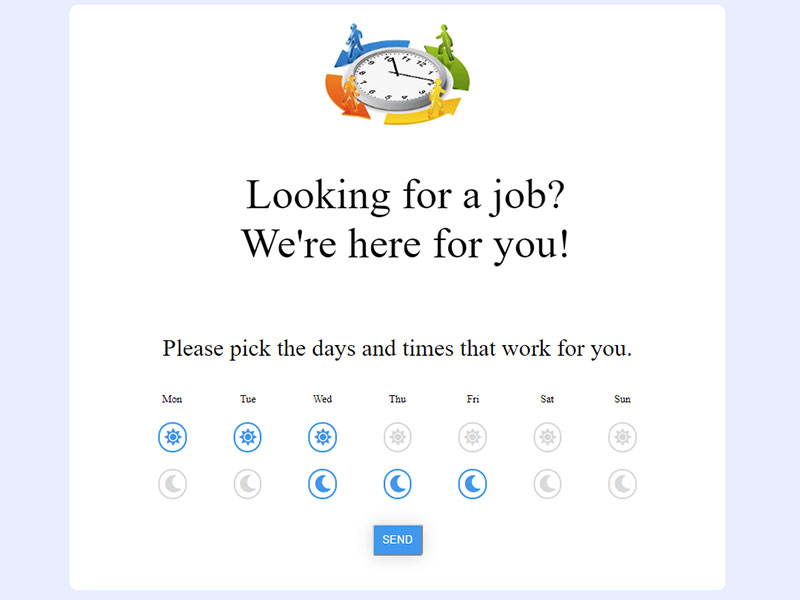 Looking for a job?
We're here for you!
Please pick the days and times that work for you.
Mon Tue Wed Thu Fri Sat Sun
SEND